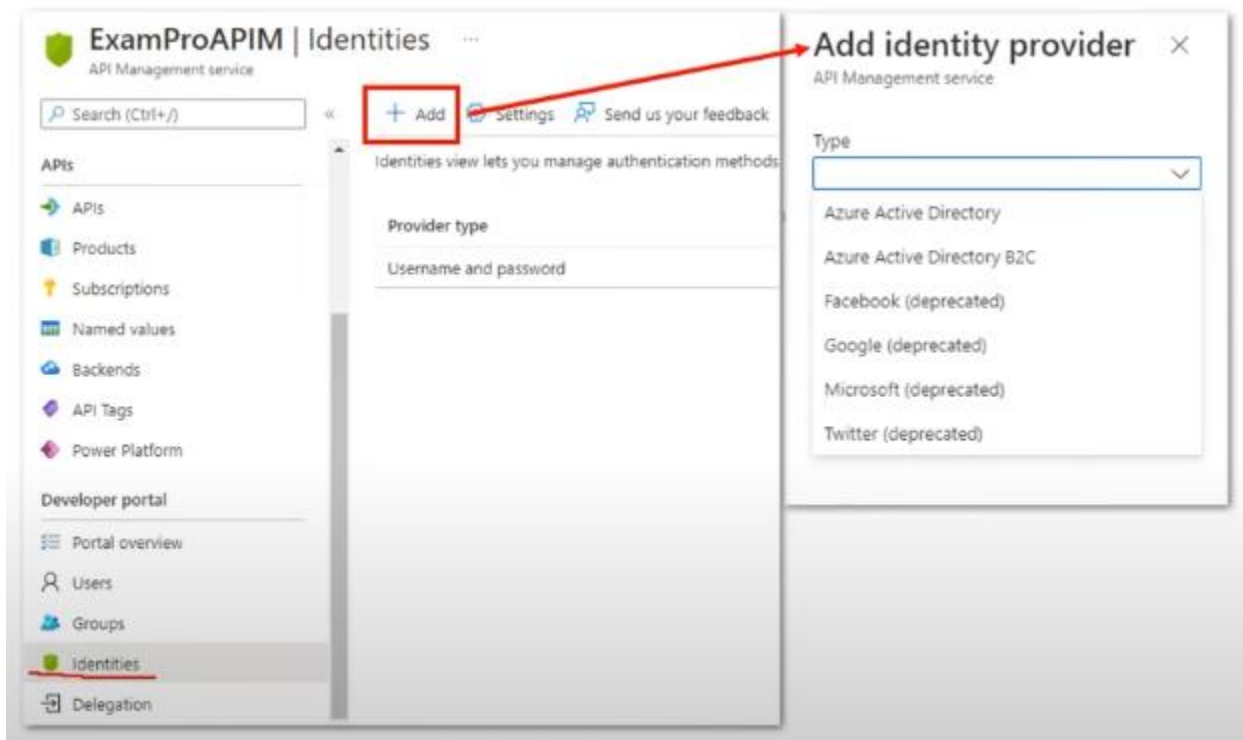 ExamProAPIM | Identities ...
API Management service
Search (Ctrl+/)
«
APIs
APIs
Products
Subscriptions
Named values
Backends
API Tags
Power Platform
Developer portal
Portal overview
Users
Groups
Identities
Delegation
+ Add Settings Send us your feedback
Identities view lets you manage authentication methods
Provider type
Username and password
Add identity provider
API Management service
Type
Azure Active Directory
Azure Active Directory B2C
Facebook (deprecated)
Google (deprecated)
Microsoft (deprecated)
Twitter (deprecated)